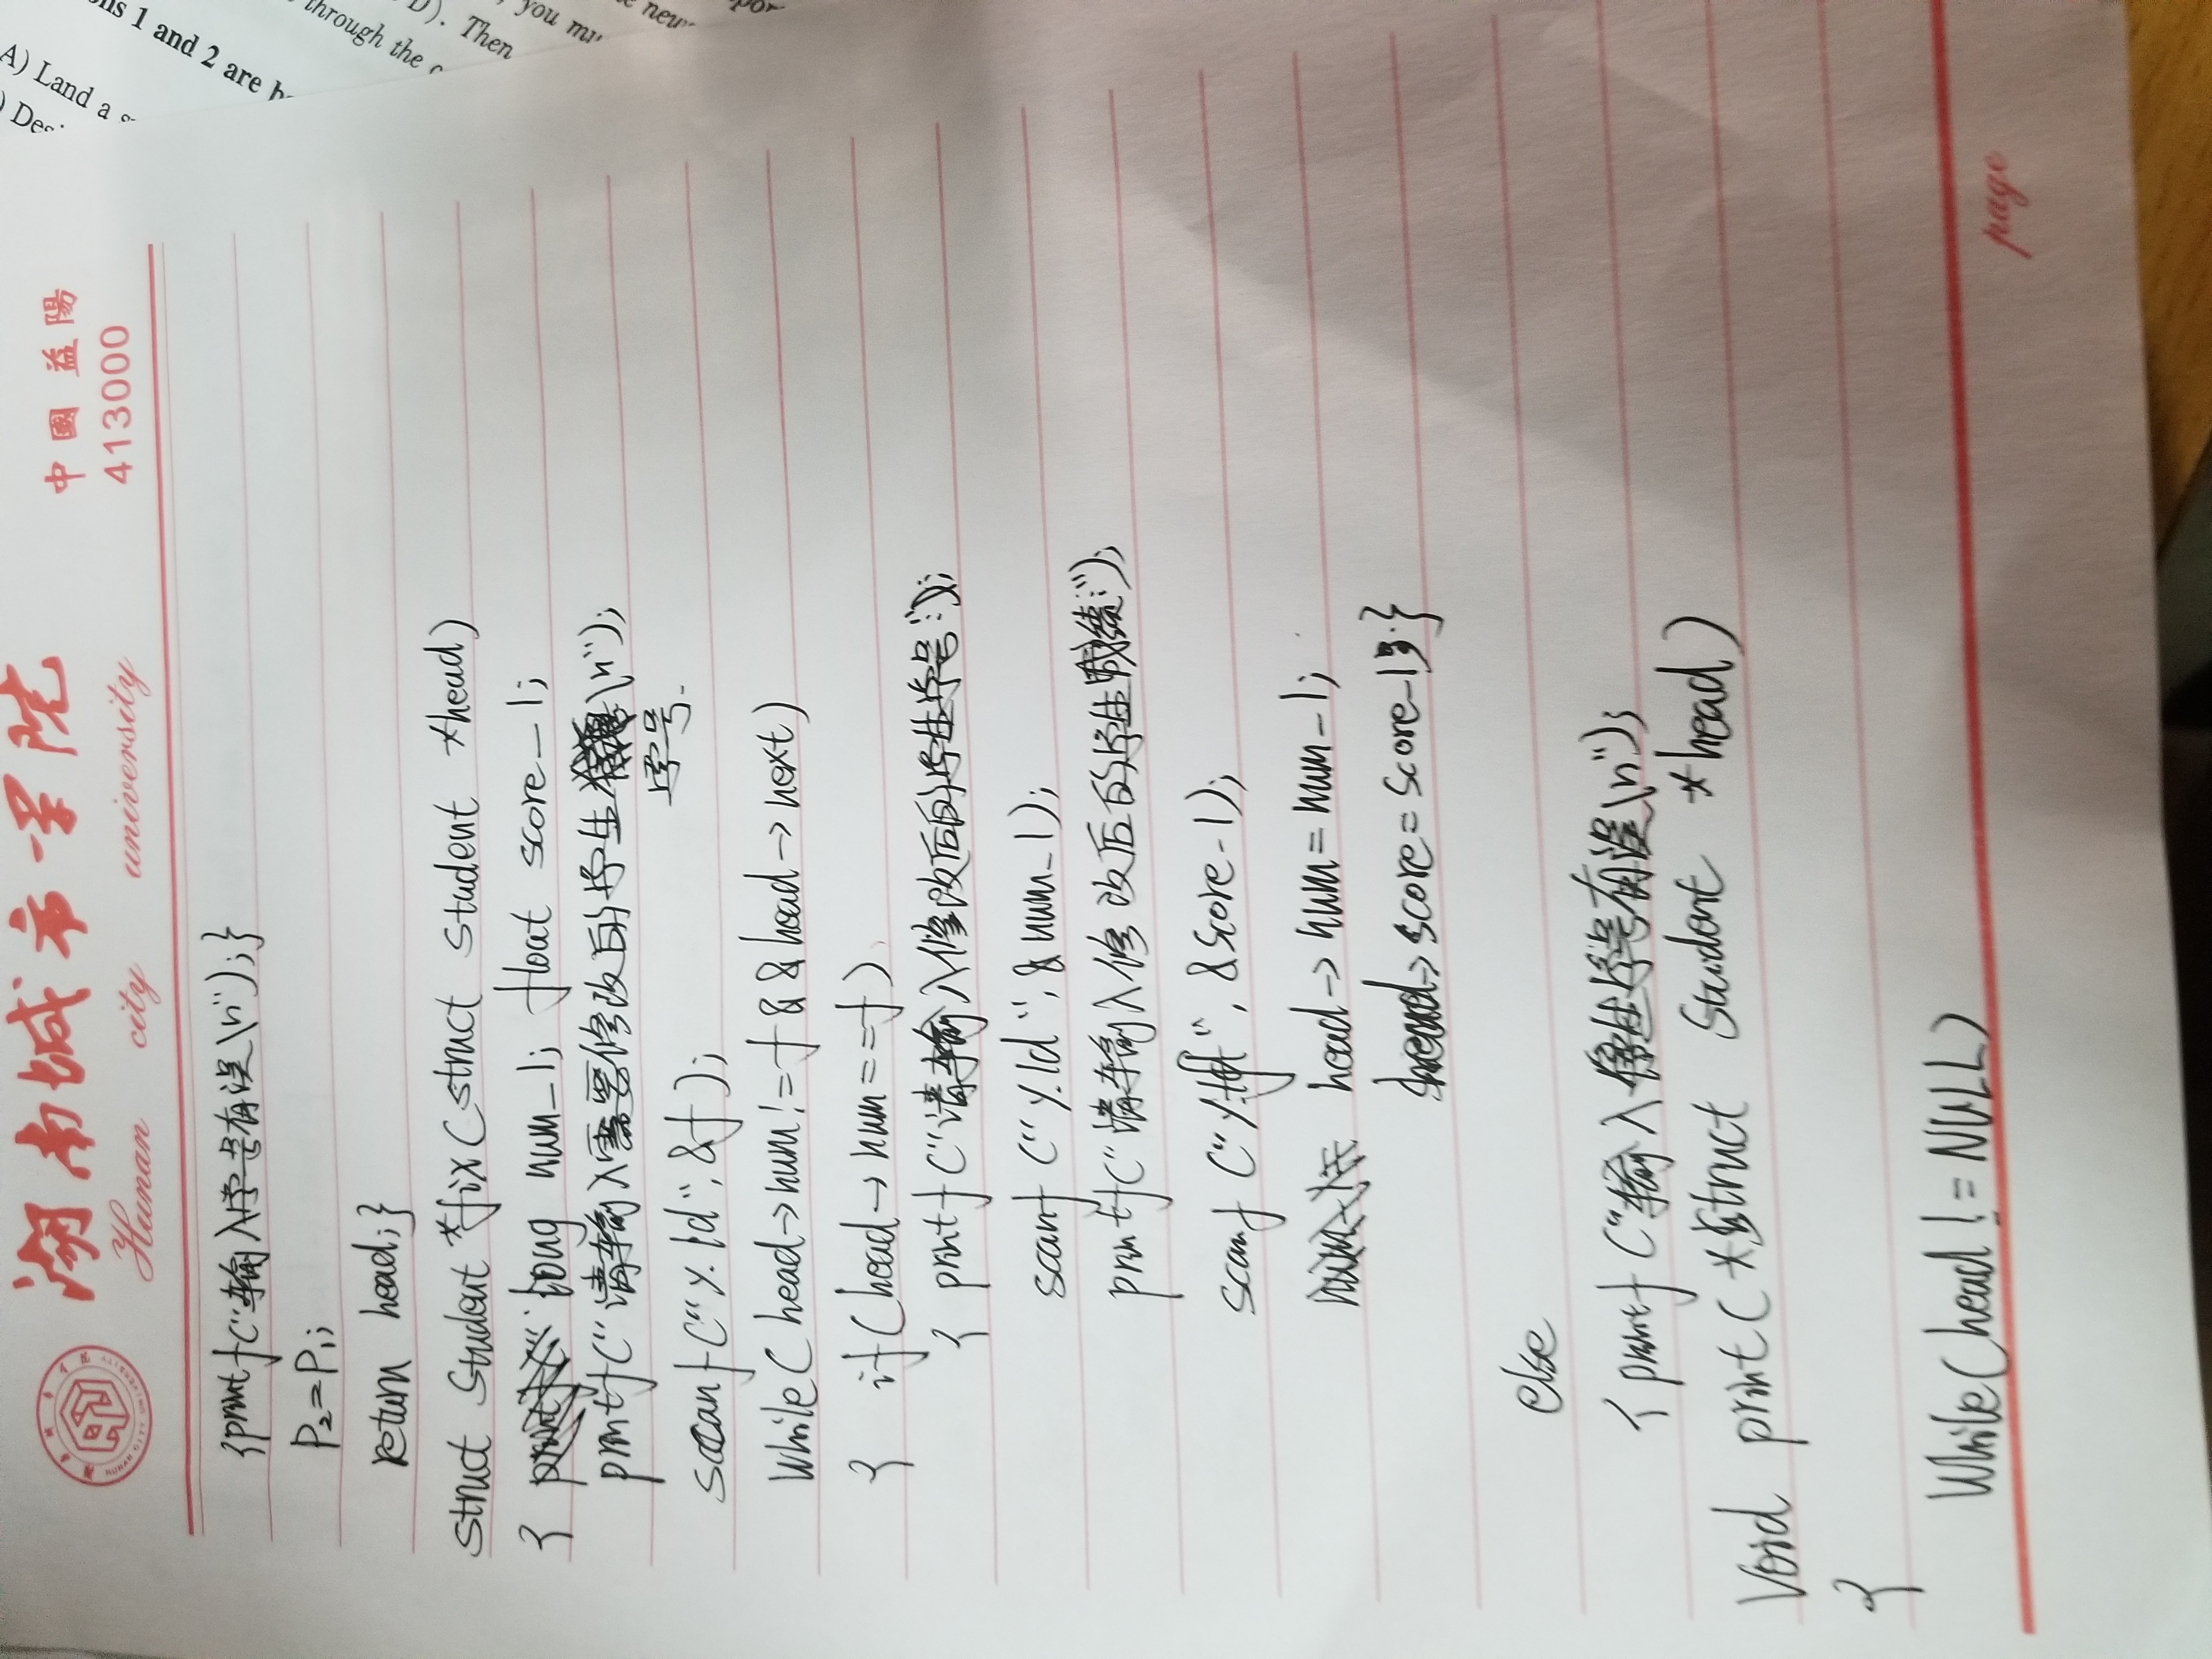 湖南城市学院
Hunan city university
中國 益陽
413000
{printf("输入学号有误\n");}
P₂=P₁;
return head;}
struct Student *fix(struct student *head)
{ long num_1; float score_1;
printf("请输入需要修改的学生学号\n");
scanf("%ld",&f);
while(head→num!=f&&head→next)
{ if(head→num==f)
{ printf("请输入修改后的学生学号:");
scanf("%ld",&num_1);
printf("请输入修改后的学生成绩:");
scanf("%f",&score_1);
head→num=num_1;
head→score=score_1;}
else
{printf("输入学生学号有误\n");
Void print(*struct Student *head)
{
While(head!=NULL)
page
A) Land a
) Des
ons 1 and 2 are
through the
D). Then
you mu
e new